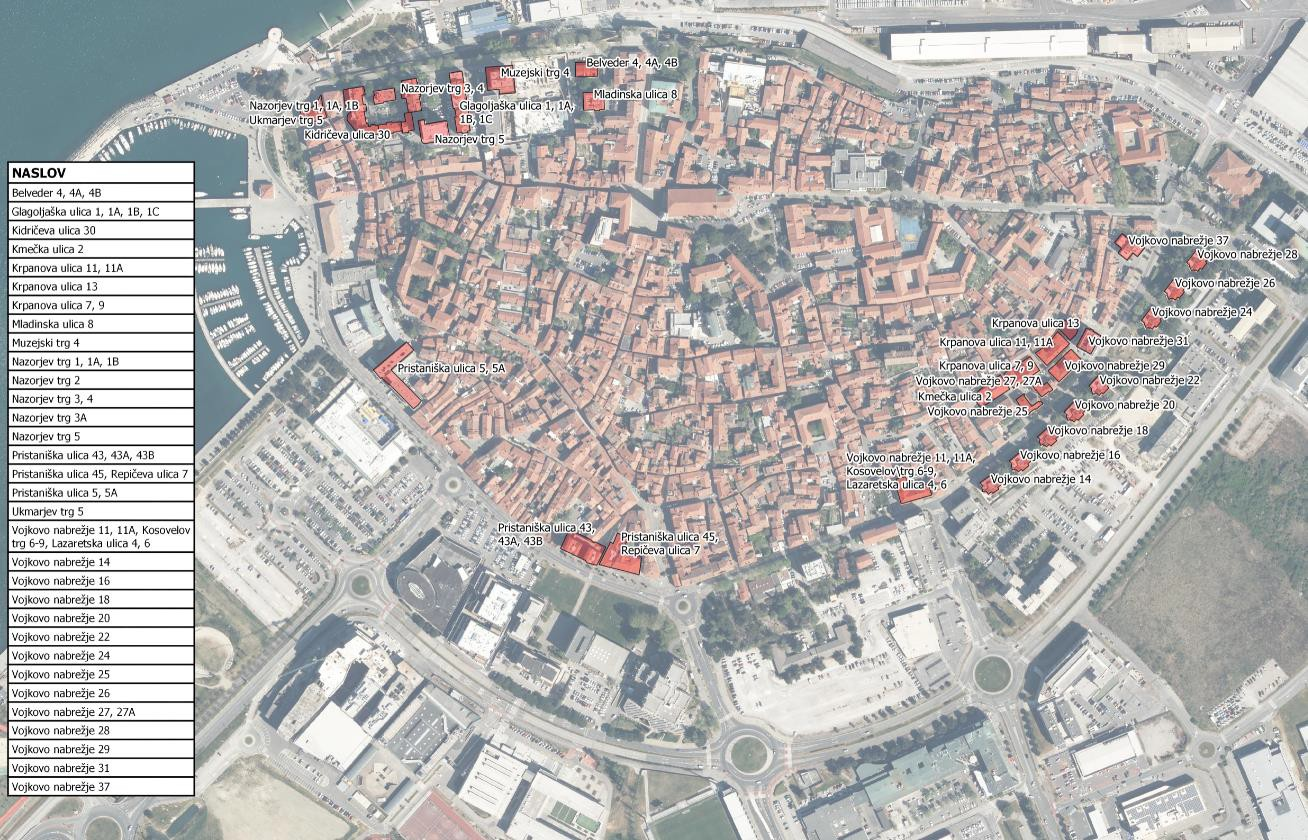 NASLOV
Belveder 4, 4A, 4B
Glagoljaška ulica 1, 1A, 1B, 1C
Kidričeva ulica 30
Kmečka ulica 2
Krpanova ulica 11, 11A
Krpanova ulica 13
Krpanova ulica 7, 9
Mladinska ulica 8
Muzejski trg 4
Nazorjev trg 1, 1A, 1B
Nazorjev trg 2
Nazorjev trg 3, 4
Nazorjev trg 3A
Nazorjev trg 5
Pristaniška ulica 43, 43A, 43B
Pristaniška ulica 45, Repičeva ulica 7
Pristaniška ulica 5, 5A
Ukmarjev trg 5
Vojkovo nabrežje 11, 11A, Kosovelov
trg 6-9, Lazaretska ulica 4, 6
Vojkovo nabrežje 14
Vojkovo nabrežje 16
Vojkovo nabrežje 18
Vojkovo nabrežje 20
Vojkovo nabrežje 22
Vojkovo nabrežje 24
Vojkovo nabrežje 25
Vojkovo nabrežje 26
Vojkovo nabrežje 27, 27A
Vojkovo nabrežje 28
Vojkovo nabrežje 29
Vojkovo nabrežje 31
Vojkovo nabrežje 37
Belveder 4, 4A, 4B
Muzejski trg 4
Nazorjev trg 3, 4
Mladinska ulica 8
Nazorjev trg 1, 1A, 1B
Ukmarjev trg 5
Glagoljaška ulica 1, 1A,
1B, 1C
Kidričeva ulica 30
Nazorjev trg 5
Vojkovo nabrežje 37
Vojkovo nabrežje 28
Vojkovo nabrežje 26
Vojkovo nabrežje 24
Krpanova ulica 13
Krpanova ulica 11, 11A
Vojkovo nabrežje 31
Krpanova ulica 7, 9
Vojkovo nabrežje 29
Vojkovo nabrežje 27, 27A
Vojkovo nabrežje 22
Kmečka ulica 2
Vojkovo nabrežje 25
Vojkovo nabrežje 20
Vojkovo nabrežje 18
Vojkovo nabrežje 16
Vojkovo nabrežje 14
Vojkovo nabrežje 11, 11A,
Kosovelov trg 6-9,
Lazaretska ulica 4, 6
Pristaniška ulica 5, 5A
Pristaniška ulica 43,
43A, 43B
Pristaniška ulica 45,
Repičeva ulica 7